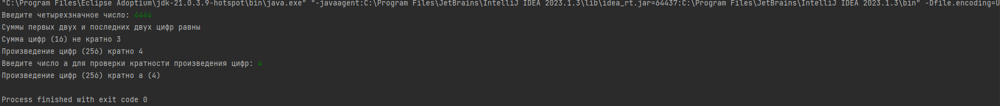 "C:\Program Files\Eclipse Adoptium\jdk-21.0.3.9-hotspot\bin\java.exe" "-javaagent:C:\Program Files\JetBrains\IntelliJ IDEA 2023.1.3\lib\idea_rt.jar=64437:C:\Program Files\JetBrains\IntelliJ IDEA 2023.1.3\bin" -Dfile.encoding=U
Введите четырехзначное число: 4444
Суммы первых двух и последних двух цифр равны
Сумма цифр (16) не кратно 3
Произведение цифр (256) кратно 4
Введите число a для проверки кратности произведения цифр: 4
Произведение цифр (256) кратно a (4)
Process finished with exit code 0